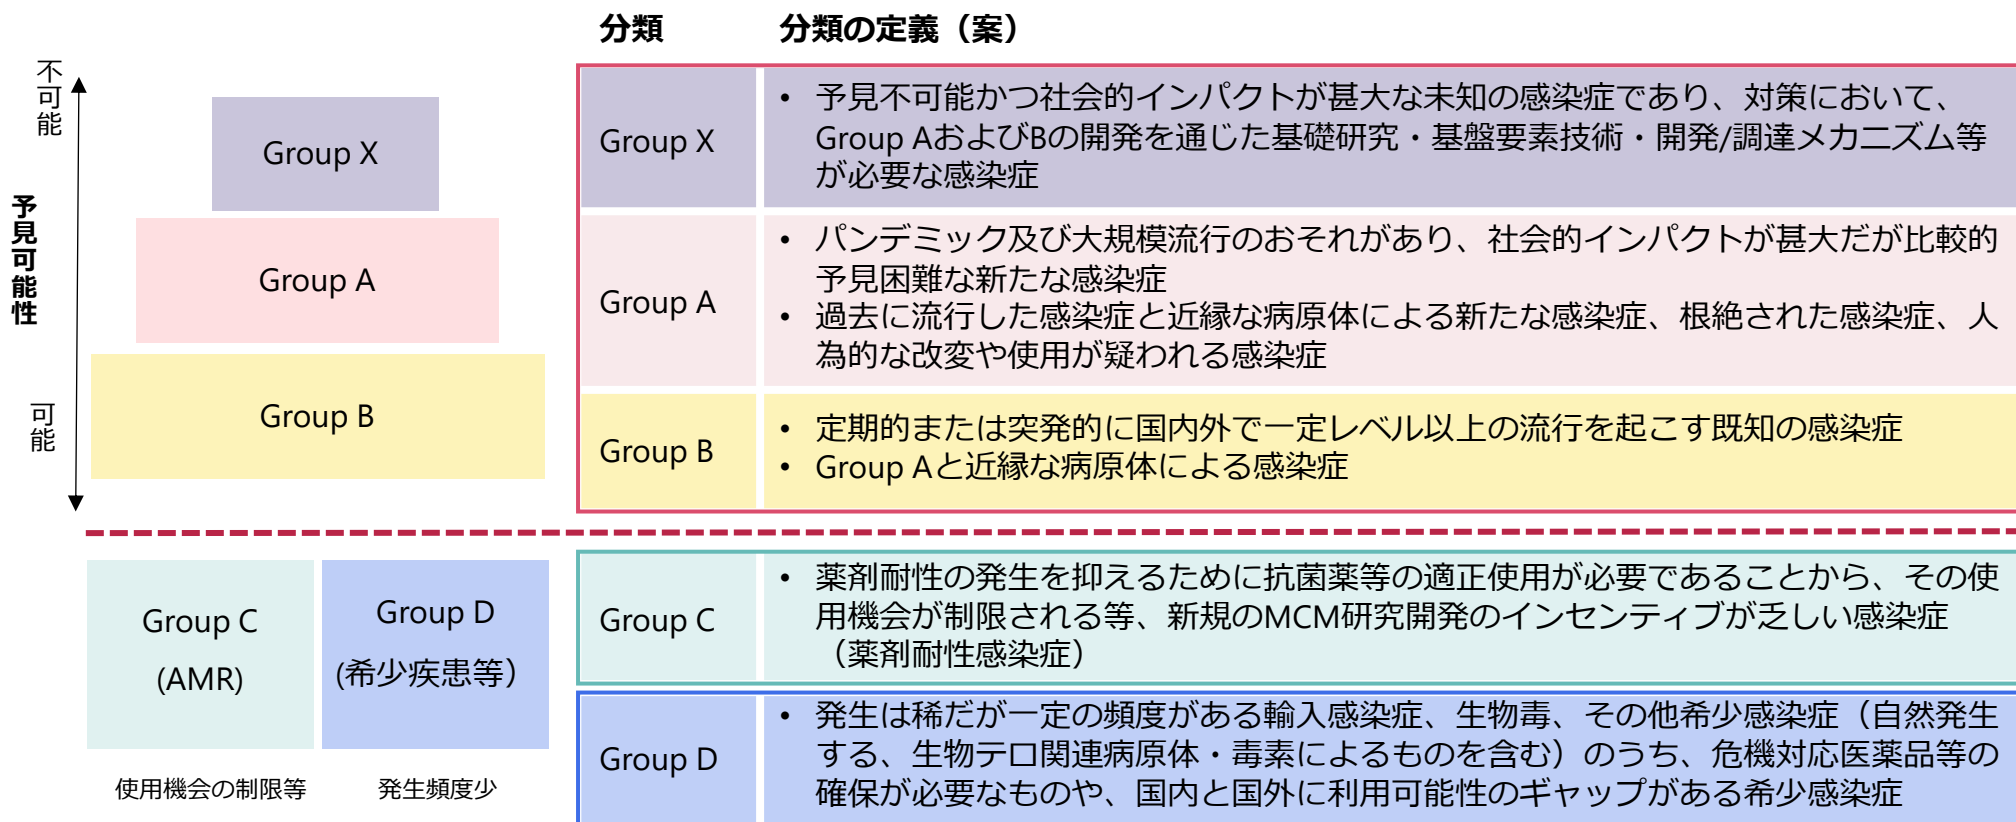 分類
分類の定義（案）
不可能
予見可能性
可能
Group X
Group A
Group B
Group X
• 予見不可能かつ社会的インパクトが甚大な未知の感染症であり、対策において、
Group AおよびBの開発を通じた基礎研究・基盤要素技術・開発/調達メカニズム等
が必要な感染症
Group A
• パンデミック及び大規模流行のおそれがあり、社会的インパクトが甚大だが比較的
予見困難な新たな感染症
• 過去に流行した感染症と近縁な病原体による新たな感染症、根絶された感染症、人
為的な改変や使用が疑われる感染症
Group B
• 定期的または突発的に国内外で一定レベル以上の流行を起こす既知の感染症
• Group Aと近縁な病原体による感染症
Group C
(AMR)
Group D
(希少疾患等）
使用機会の制限等
発生頻度少
Group C
• 薬剤耐性の発生を抑えるために抗菌薬等の適正使用が必要であることから、その使
用機会が制限される等、新規のMCM研究開発のインセンティブが乏しい感染症
（薬剤耐性感染症）
Group D
• 発生は稀だが一定の頻度がある輸入感染症、生物毒、その他希少感染症（自然発生
する、生物テロ関連病原体・毒素によるものを含む）のうち、危機対応医薬品等の
確保が必要なものや、国内と国外に利用可能性のギャップがある希少感染症